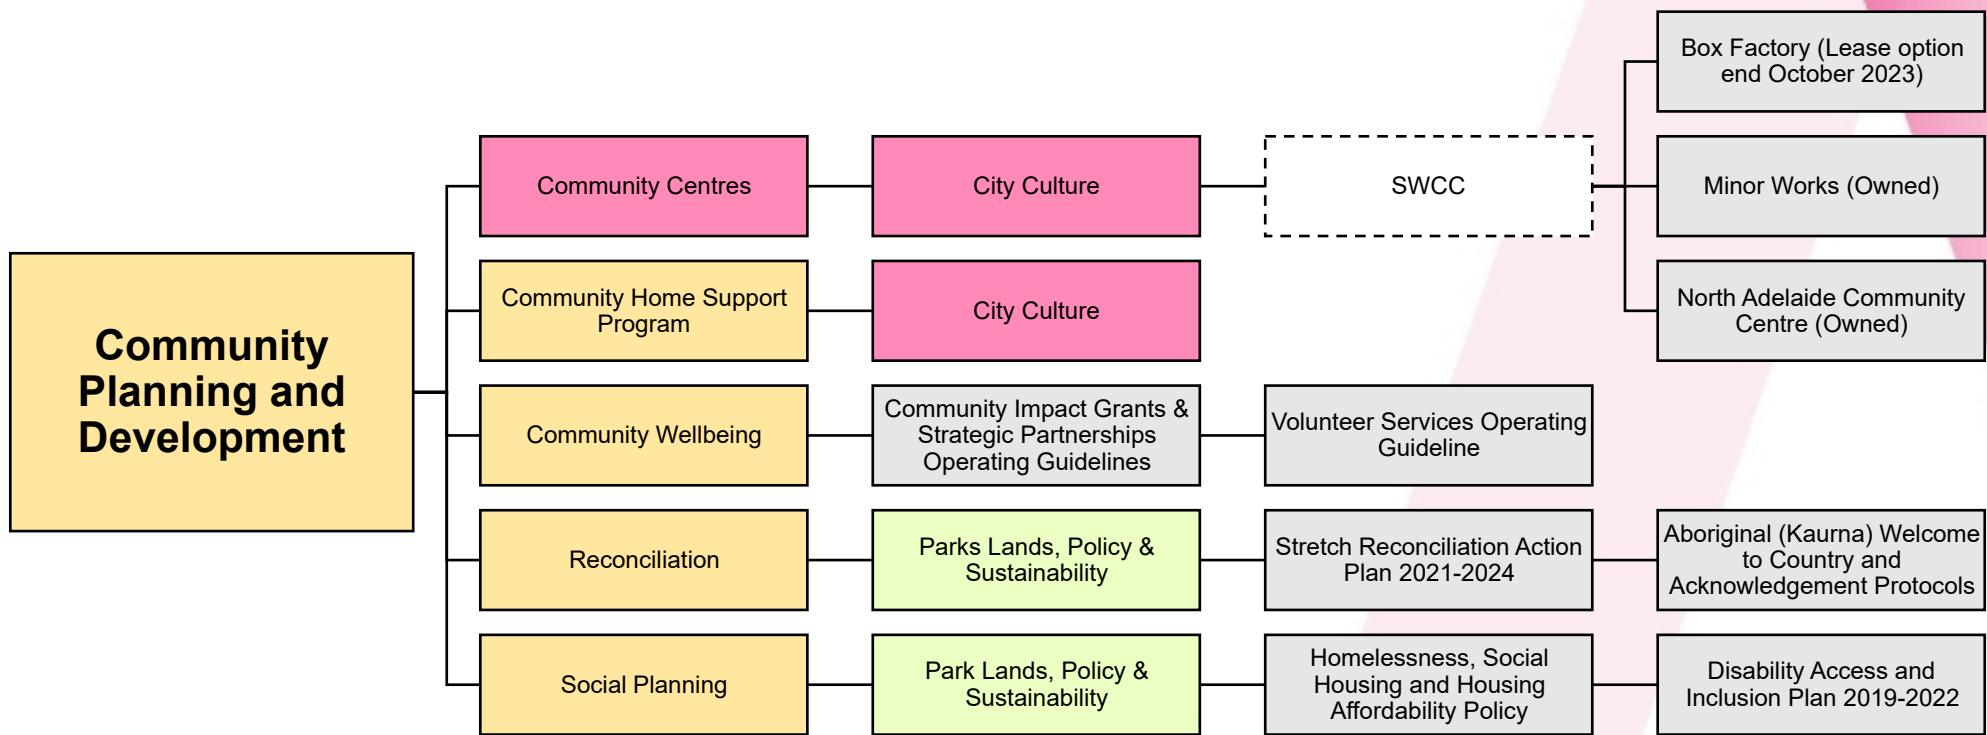 Community
Planning and
Development
Community Centres
City Culture
SWCC
Box Factory (Lease option
end October 2023)
Minor Works (Owned)
North Adelaide Community
Centre (Owned)
Community Home Support
Program
City Culture
Community Wellbeing
Community Impact Grants &
Strategic Partnerships
Operating Guidelines
Volunteer Services Operating
Guideline
Reconciliation
Parks Lands, Policy &
Sustainability
Stretch Reconciliation Action
Plan 2021-2024
Aboriginal (Kaurna) Welcome
to Country and
Acknowledgement Protocols
Social Planning
Park Lands, Policy &
Sustainability
Homelessness, Social
Housing and Housing
Affordability Policy
Disability Access and
Inclusion Plan 2019-2022